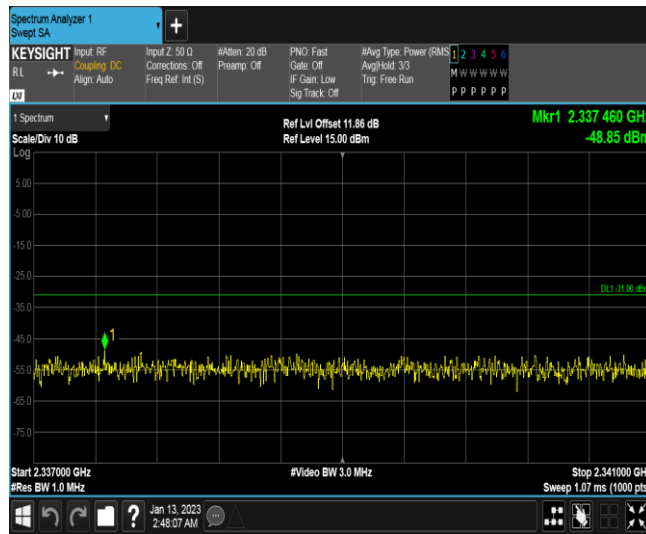 Spectrum Analyzer 1
Swept SA
+
KEYSIGHT
RL
LXI
Input: RF
Coupling: DC
Align: Auto
Input Z: 50 Ω
Corrections: Off
Freq Ref: Int (S)
#Atten: 20 dB
Preamp: Off
PNO: Fast
Gate: Off
IF Gain: Low
Sig Track: Off
#Avg Type: Power (RMS
Avg|Hold: 3/3
Trig: Free Run
1 2 3 4 5 6
M W W W W W
P P P P P P
1 Spectrum
Scale/Div 10 dB
Log
Ref Lvl Offset 11.86 dB
Ref Level 15.00 dBm
Mkr1 2.337 460 GHz
-48.85 dBm
5.00
-5.00
-15.0
-25.0
DL1 -31.00 dBm
-35.0
1
-45.0
-55.0
-65.0
-75.0
Start 2.337000 GHz
#Res BW 1.0 MHz
#Video BW 3.0 MHz
Stop 2.341000 GH
Sweep 1.07 ms (1000 pts
?
Jan 13, 2023
2:48:07 AM